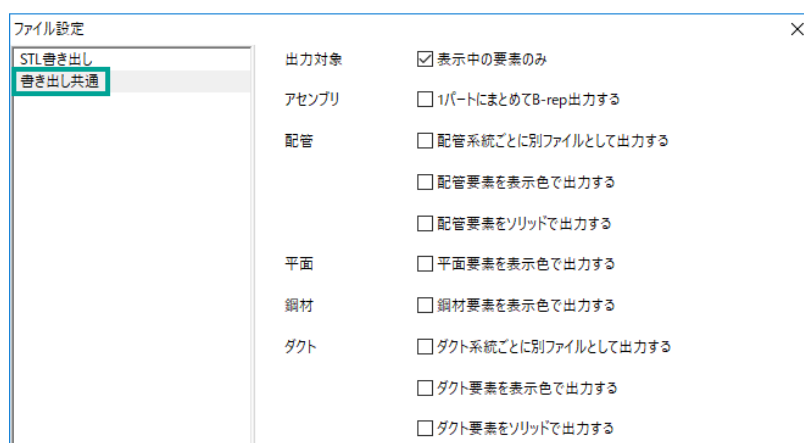 ファイル設定
STL書き出し
書き出し共通
出力対象 表示中の要素のみ
アセンブリ 1パートにまとめてB-rep出力する
配管 配管系統ごとに別ファイルとして出力する
配管要素を表示色で出力する
配管要素をソリッドで出力する
平面 平面要素を表示色で出力する
鋼材 鋼材要素を表示色で出力する
ダクト ダクト系統ごとに別ファイルとして出力する
ダクト要素を表示色で出力する
ダクト要素をソリッドで出力する